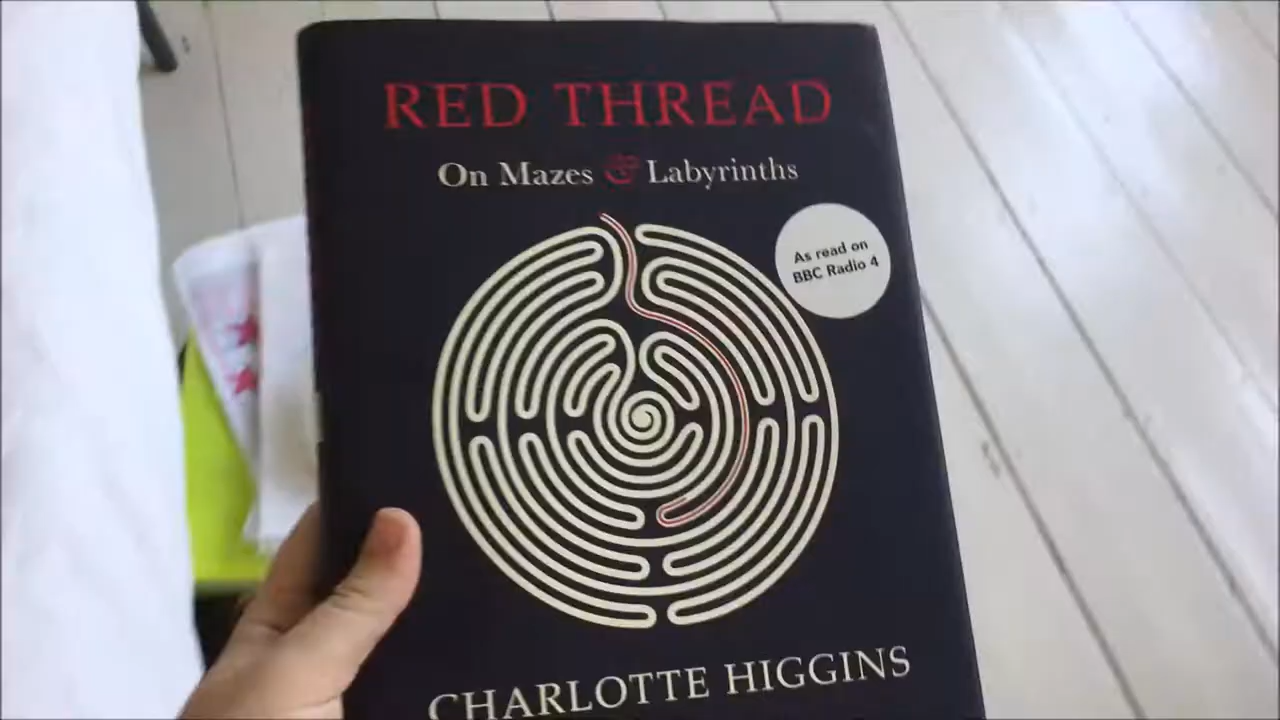 RED THREAD
On Mazes & Labyrinths
As read on
BBC Radio 4
CHARLOTTE HIGGINS